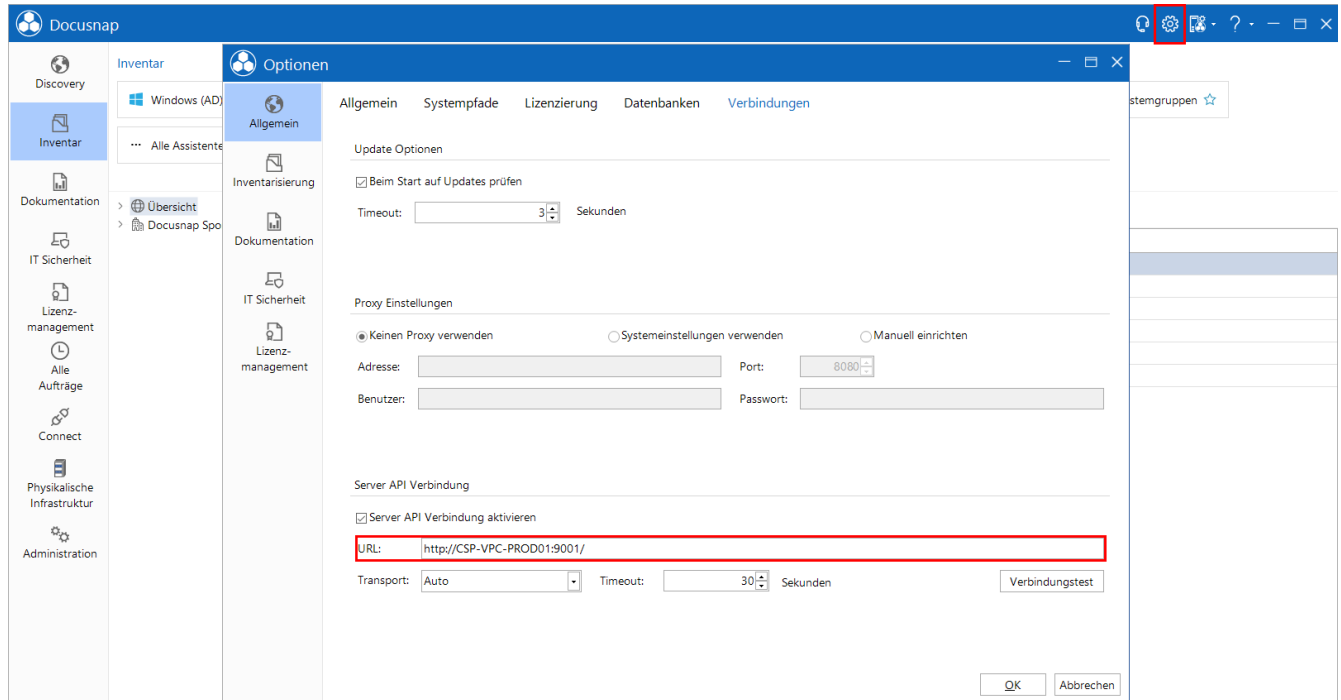 Docusnap
?
Discovery
Inventar
Dokumentation
IT Sicherheit
Lizenz-
management
Alle
Aufträge
Connect
Physikalische
Infrastruktur
Administration
Inventar
Windows (AD)
... Alle Assistente
Übersicht
Docusnap Spo
stemgruppen
Optionen
Allgemein
Inventarisierung
Dokumentation
IT Sicherheit
Lizenz-
management
Allgemein Systempfade Lizenzierung Datenbanken Verbindungen
Update Optionen
Beim Start auf Updates prüfen
Timeout: 3 Sekunden
Proxy Einstellungen
Keinen Proxy verwenden Systemeinstellungen verwenden Manuell einrichten
Adresse: Port: 8080
Benutzer: Passwort:
Server API Verbindung
Server API Verbindung aktivieren
URL: http://CSP-VPC-PROD01:9001/
Transport: Auto Timeout: 30 Sekunden Verbindungstest
OK Abbrechen